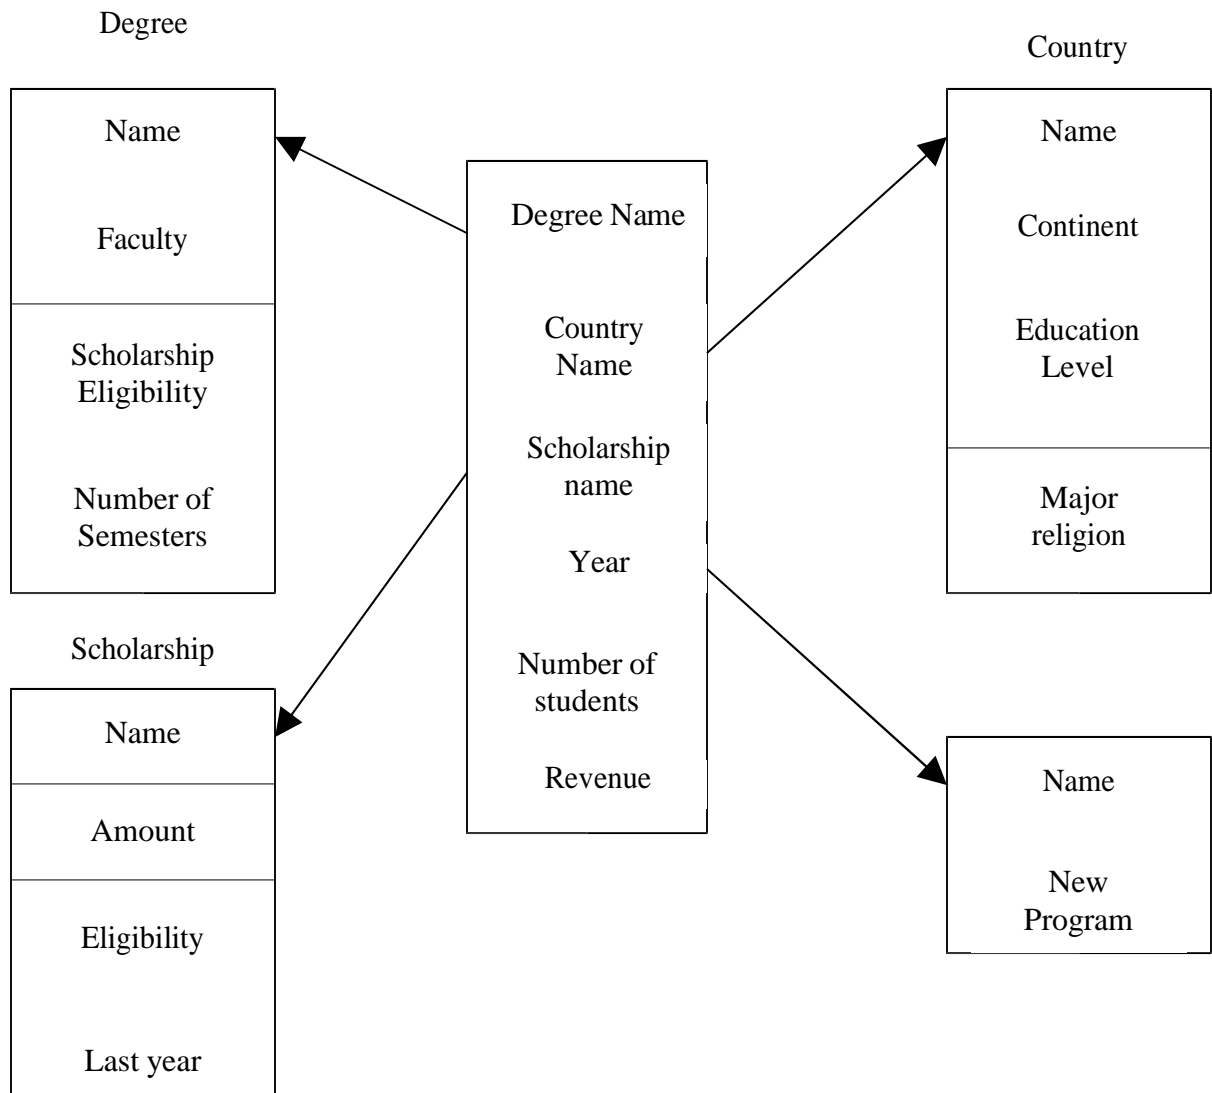 Degree
Name
Faculty
Scholarship
Eligibility
Number of
Semesters
Scholarship
Name
Amount
Eligibility
Last year
Degree Name
Country
Name
Scholarship
name
Year
Number of
students
Revenue
Country
Name
Continent
Education
Level
Major
religion
Name
New
Program